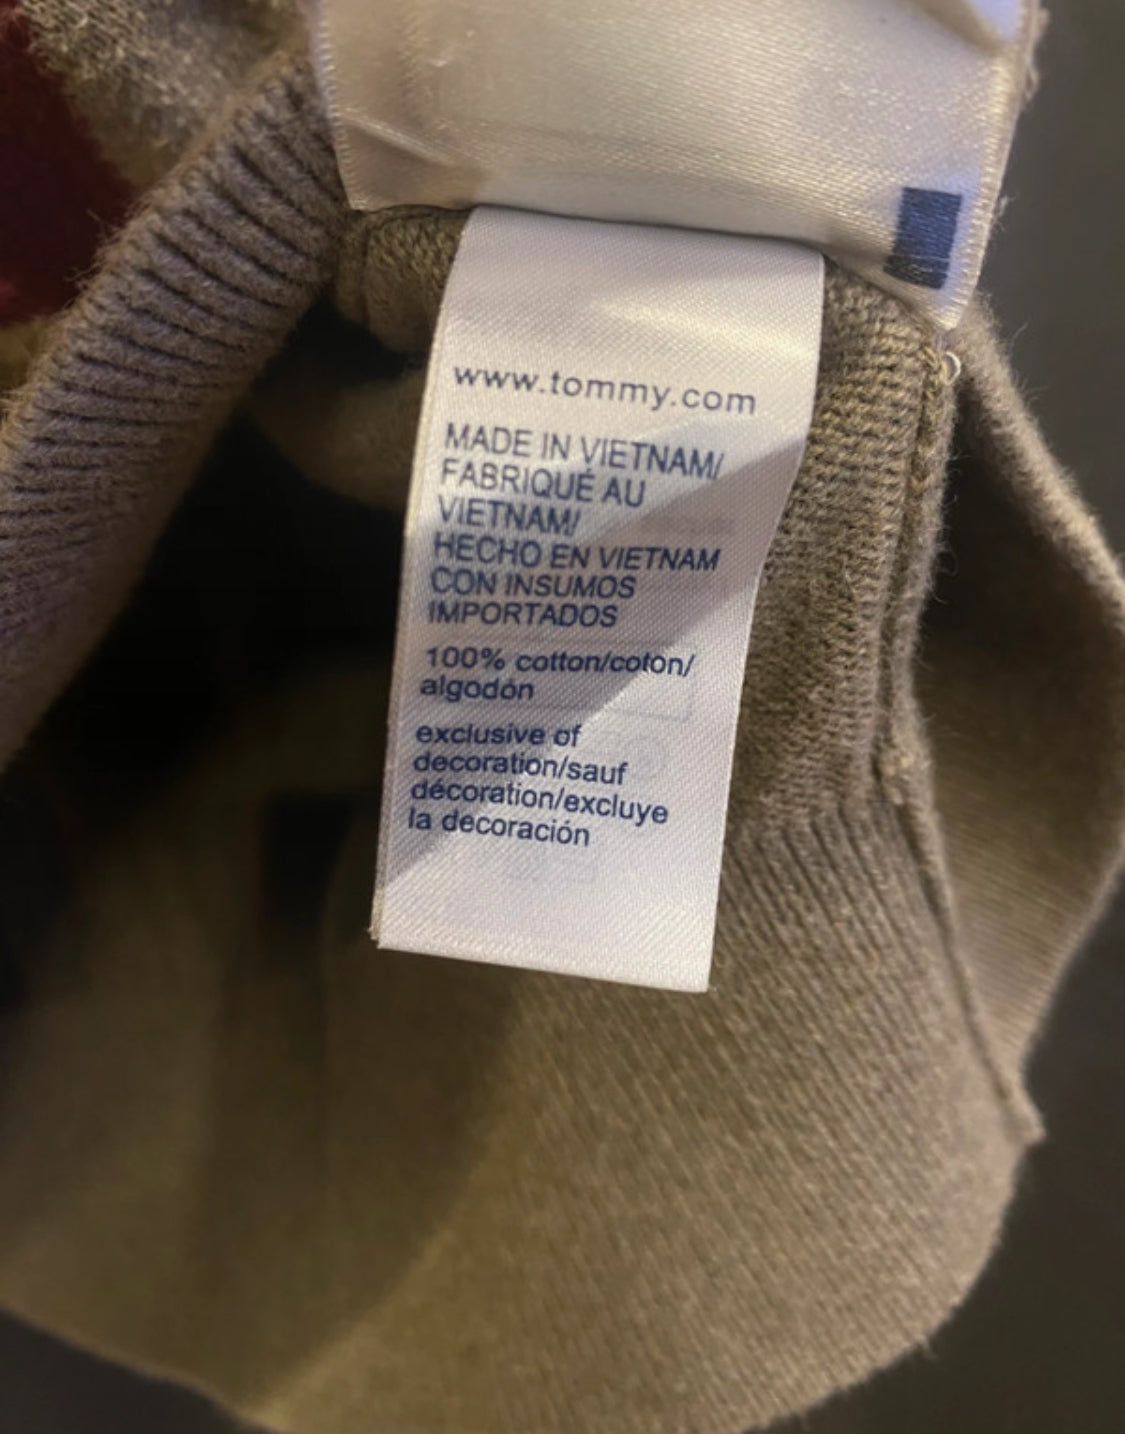 www.tommy.com
MADE IN VIETNAM/
FABRIQUÉ AU
VIETNAM/
HECHO EN VIETNAM
CON INSUMOS
IMPORTADOS
100% cotton/coton/
algodón
exclusive of
decoration/sauf
décoration/excluye
la decoración